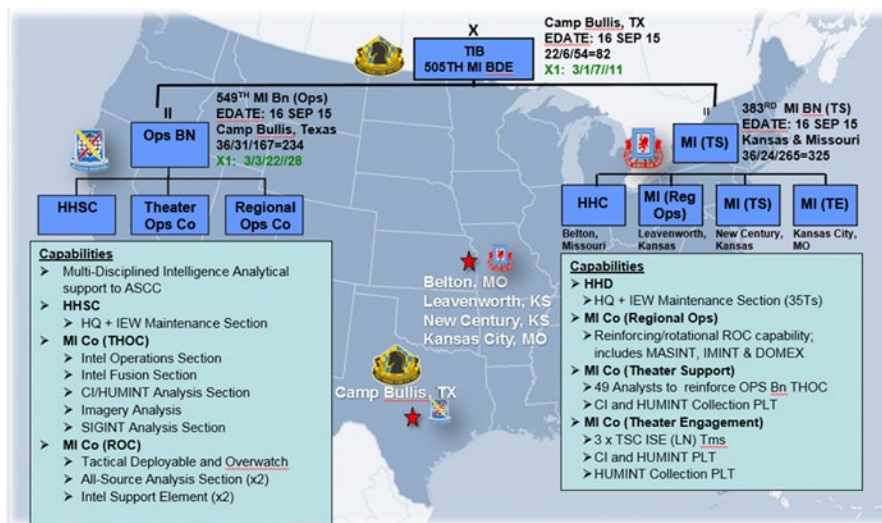 X
TIB
505TH MI BDE
Camp Bullis, TX
EDATE: 16 SEP 15
22/6/54=82
X1: 3/1/7//11
II
Ops BN
549TH MI Bn (Ops)
EDATE: 16 SEP 15
Camp Bullis, Texas
36/31/167=234
X1: 3/3/22//28
HHSC
Theater
Ops Co
Regional
Ops Co
II
MI (TS)
383RD MI BN (TS)
EDATE: 16 SEP 15
Kansas & Missouri
36/24/265=325
HHC
MI (Reg
Ops)
MI (TS)
MI (TE)
Belton,
Missouri
Leavenworth,
Kansas
New Century,
Kansas
Kansas City,
MO
Capabilities
Multi-Disciplined Intelligence Analytical
support to ASCC
HHSC
HQ + IEW Maintenance Section
MI Co (THOC)
Intel Operations Section
Intel Fusion Section
CI/HUMINT Analysis Section
Imagery Analysis
SIGINT Analysis Section
MI Co (ROC)
Tactical Deployable and Overwatch
All-Source Analysis Section (x2)
Intel Support Element (x2)
Belton, MO
Leavenworth, KS
New Century, KS
Kansas City, MO
Camp Bullis, TX
Capabilities
HHD
HQ + IEW Maintenance Section (35Ts)
MI Co (Regional Ops)
Reinforcing/rotational ROC capability;
includes MASINT, IMINT & DOMEX
MI Co (Theater Support)
49 Analysts to reinforce OPS Bn THOC
CI and HUMINT Collection PLT
MI Co (Theater Engagement)
3 x TSC ISE (LN) Tms
CI and HUMINT PLT
HUMINT Collection PLT